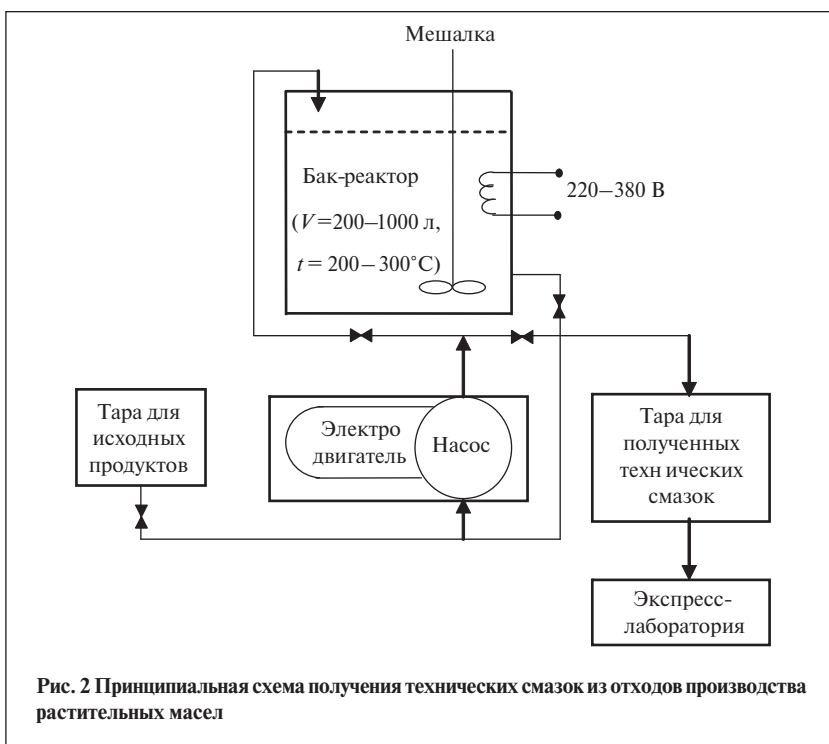 Мешалка
Бак-реактор
(V=200–1000 л,
t = 200–300°С)
220–380 В
Тара для
исходных
продуктов
Электро
двигатель
Насос
Тара для
полученных
техн ических
смазок
Экспресс-
лаборатория
Рис. 2 Принципиальная схема получения технических смазок из отходов производства
растительных масел